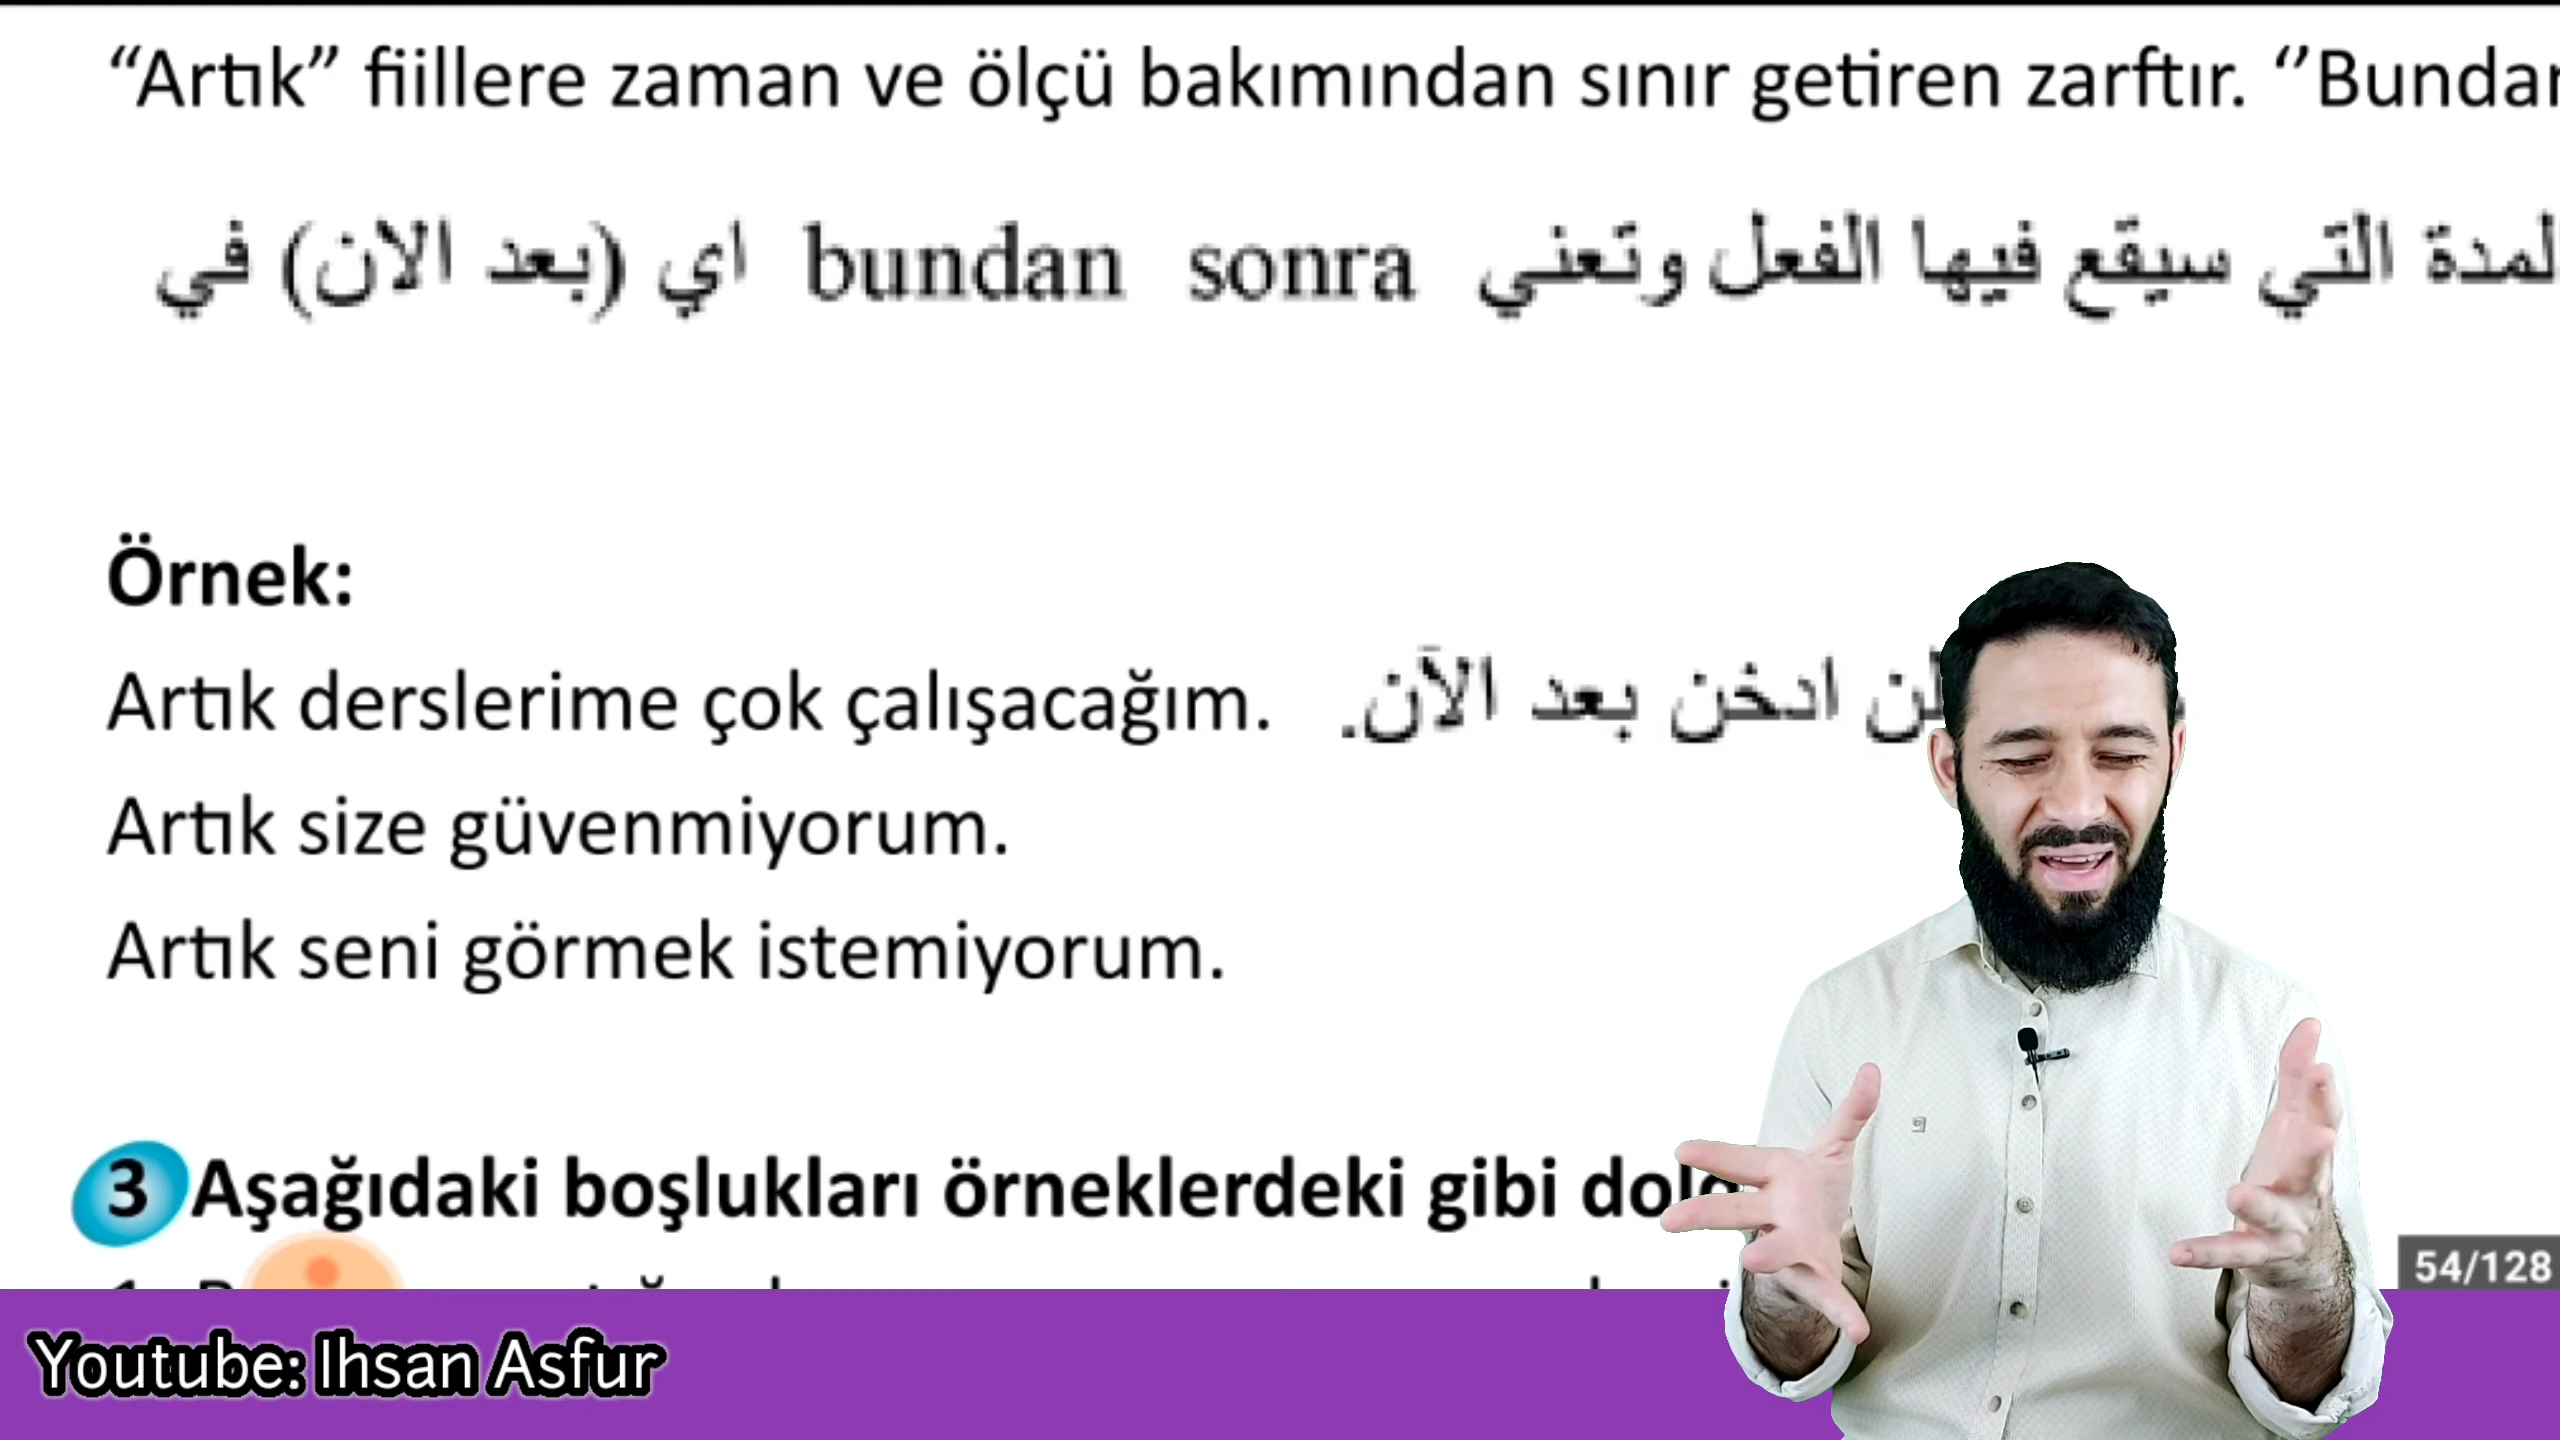 “Artık” fiillere zaman ve ölçü bakımından sınır getiren zarftır. “Bundan
لمدة التي سيقع فيها الفعل وتعني bundan sonra اي (بعد الان) في
Örnek:
Artık derslerime çok çalışacağım. لن ادخن بعد الآن.
Artık size güvenmiyorum.
Artık seni görmek istemiyorum.
3 Aşağıdaki boşlukları örneklerdeki gibi
54/128
Youtube: Ihsan Asfur